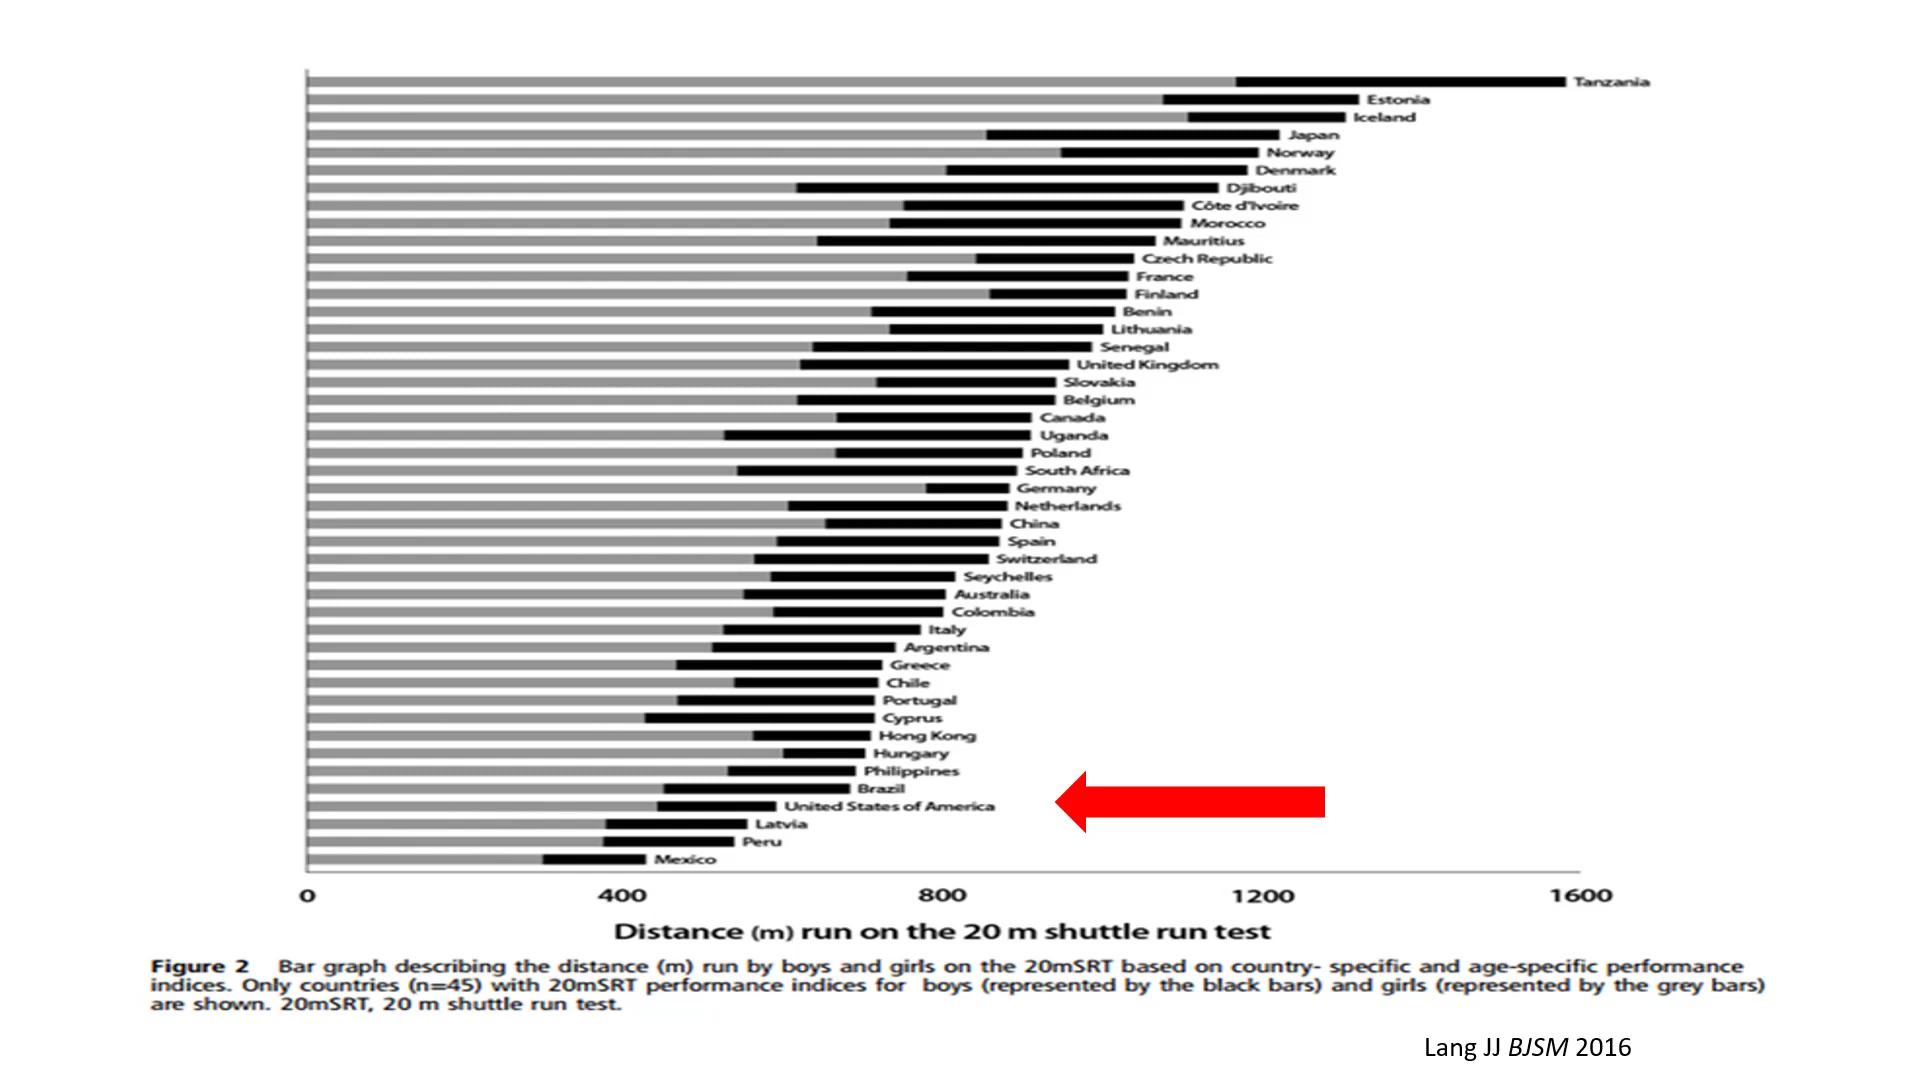 Tanzania
Estonia
Iceland
Japan
Norway
Denmark
Djibouti
Côte d'Ivoire
Morocco
Mauritius
Czech Republic
France
Finland
Benin
Lithuania
Senegal
United Kingdom
Slovakia
Belgium
Canada
Uganda
Poland
South Africa
Germany
Netherlands
China
Spain
Switzerland
Seychelles
Australia
Colombia
Italy
Argentina
Greece
Chile
Portugal
Cyprus
Hong Kong
Hungary
Philippines
Brazil
United States of America
Latvia
Peru
Mexico
0 400 800 1200 1600
Distance (m) run on the 20 m shuttle run test
Figure 2 Bar graph describing the distance (m) run by boys and girls on the 20mSRT based on country- specific and age-specific performance
indices. Only countries (n=45) with 20mSRT performance indices for boys (represented by the black bars) and girls (represented by the grey bars)
are shown. 20mSRT, 20 m shuttle run test.
Lang JJ BJSM 2016